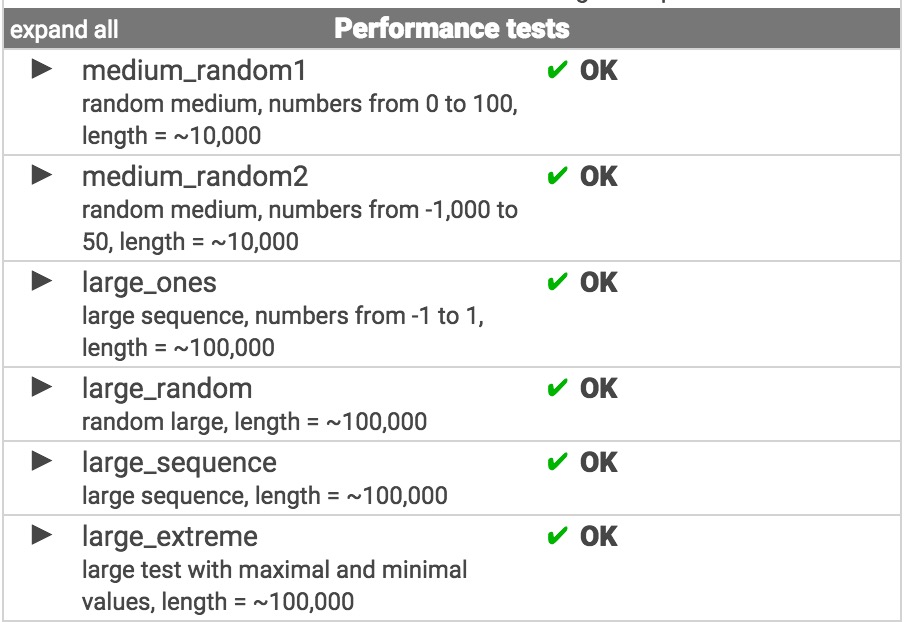 expand all Performance tests
medium_random1 ✔ OK
random medium, numbers from 0 to 100,
length = ~10,000
medium_random2 ✔ OK
random medium, numbers from -1,000 to
50, length = ~10,000
large_ones ✔ OK
large sequence, numbers from -1 to 1,
length = ~100,000
large_random ✔ OK
random large, length = ~100,000
large_sequence ✔ OK
large sequence, length = ~100,000
large_extreme ✔ OK
large test with maximal and minimal
values, length = ~100,000